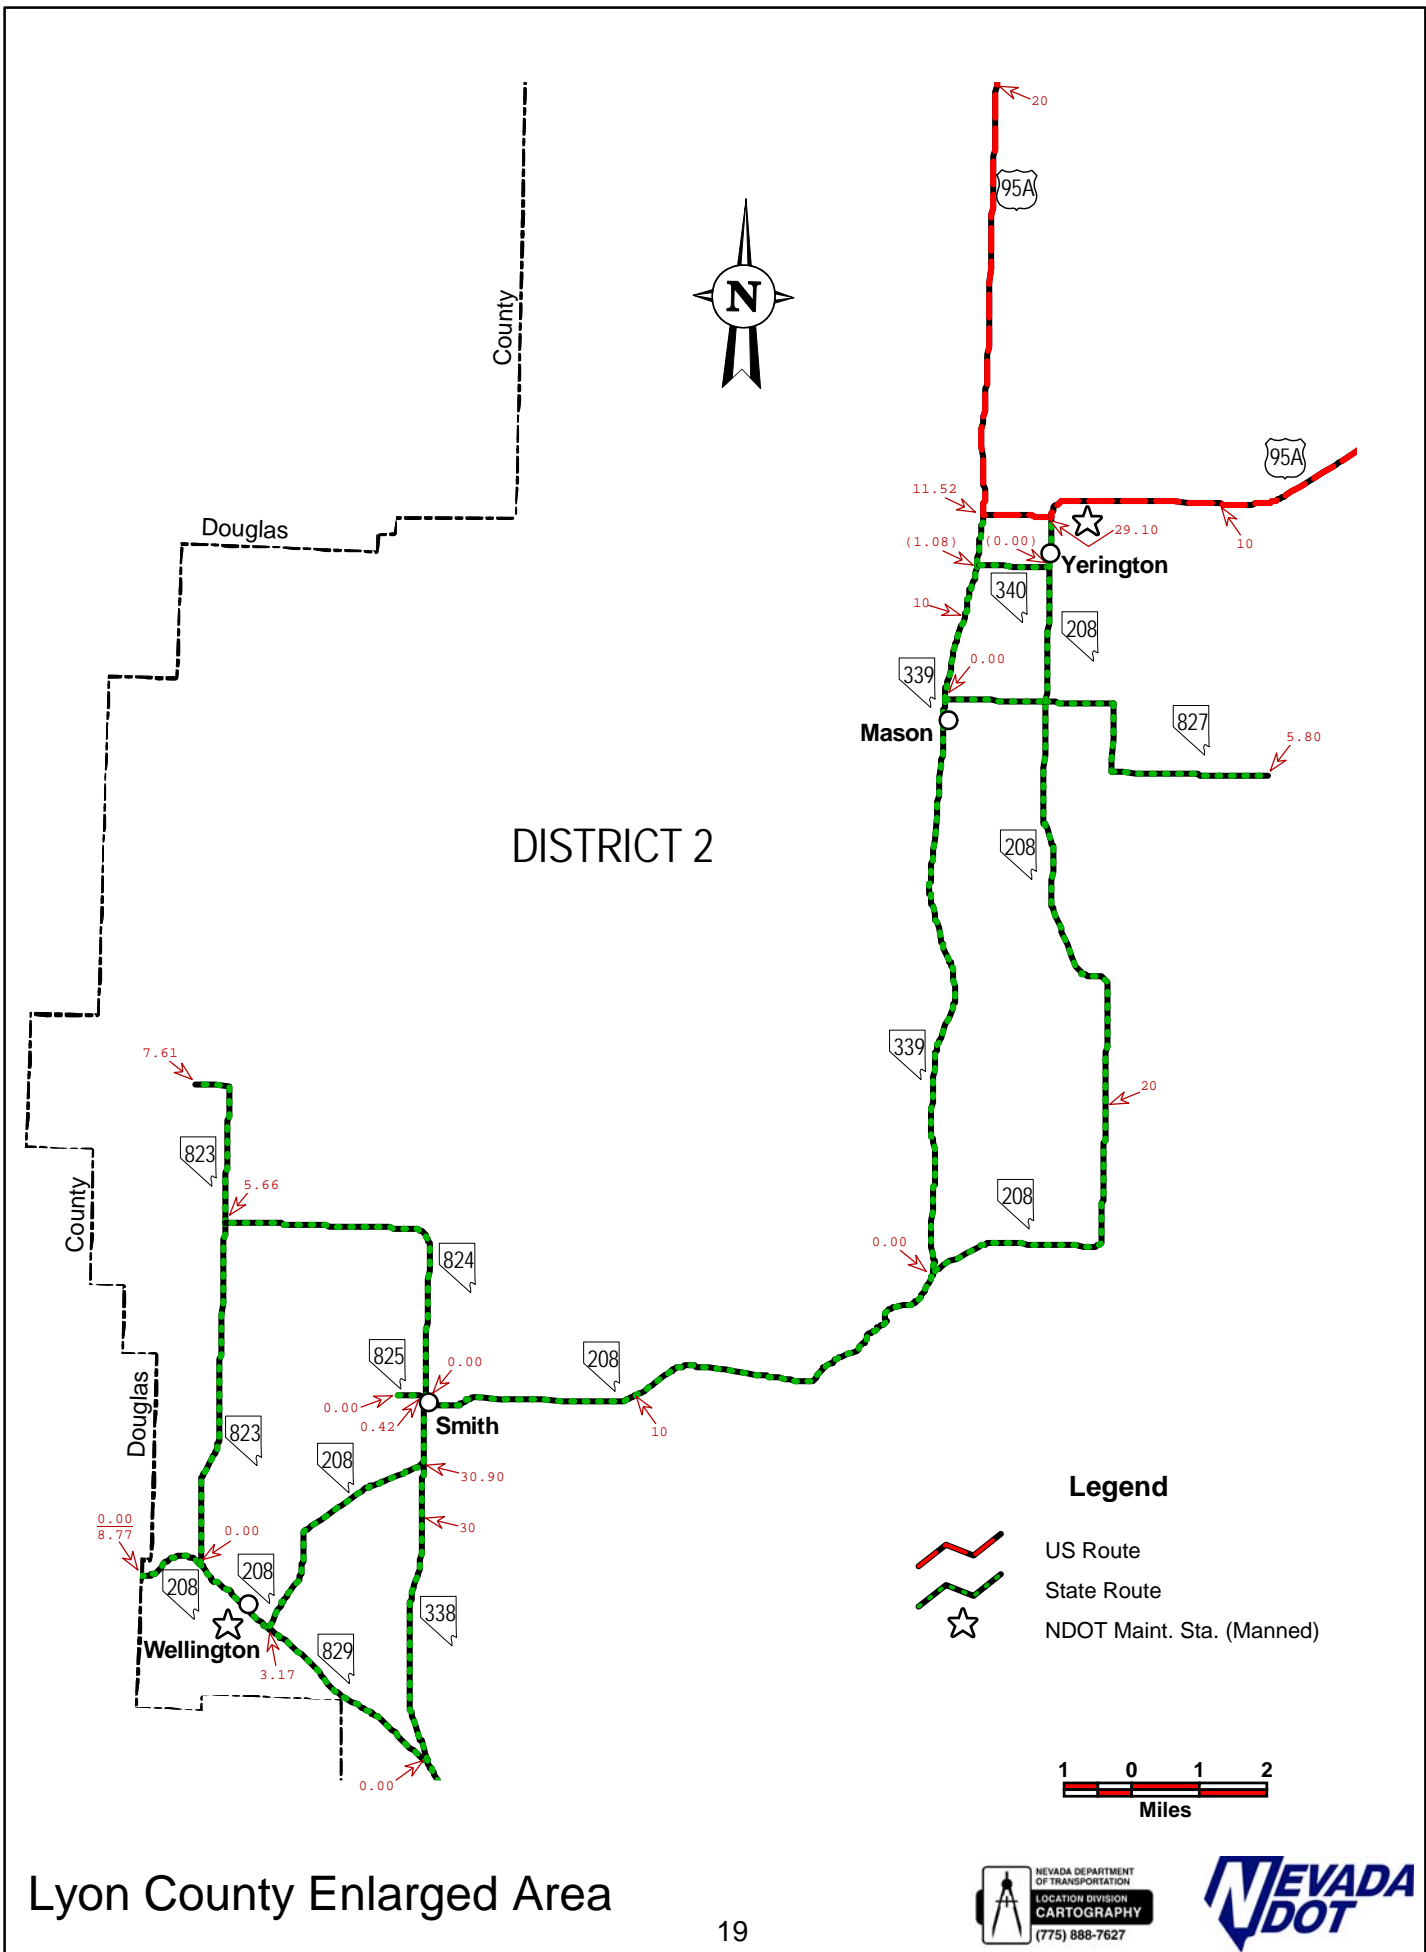 20
95A
County
N
95A
11.52
Douglas
(1.08)
(0.00)
29.10
10
Yerington
340
10
208
339
0.00
Mason
827
5.80
DISTRICT 2
208
7.61
339
20
823
5.66
County
208
0.00
824
825
0.00
208
Douglas
0.00
0.42
Smith
10
823
208
30.90
Legend
0.00
8.77
0.00
30
US Route
208
208
State Route
338
NDOT Maint. Sta. (Manned)
Wellington
829
3.17
0.00
1 0 1 2
Miles
Lyon County Enlarged Area
19
NEVADA DEPARTMENT
OF TRANSPORTATION
LOCATION DIVISION
CARTOGRAPHY
(775) 888-7627
NEVADA
DOT